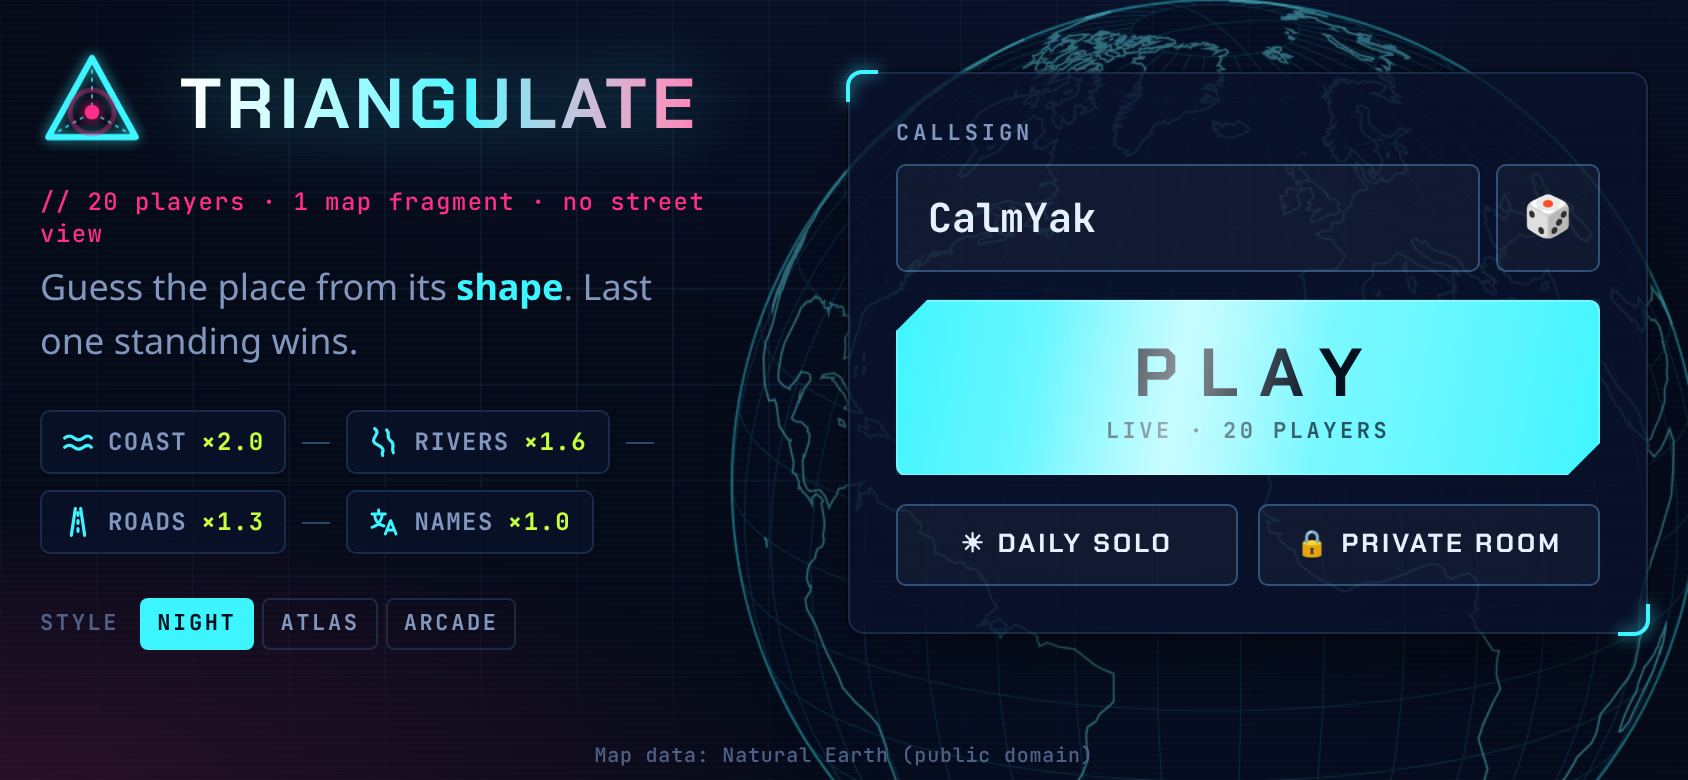 TRIANGULATE
// 20 players · 1 map fragment · no street
view
Guess the place from its shape. Last
one standing wins.
COAST ×2.0
RIVERS ×1.6
ROADS ×1.3
NAMES ×1.0
STYLE
NIGHT
ATLAS
ARCADE
CALLSIGN
CalmYak
PLAY
LIVE · 20 PLAYERS
DAILY SOLO
PRIVATE ROOM
Map data: Natural Earth (public domain)